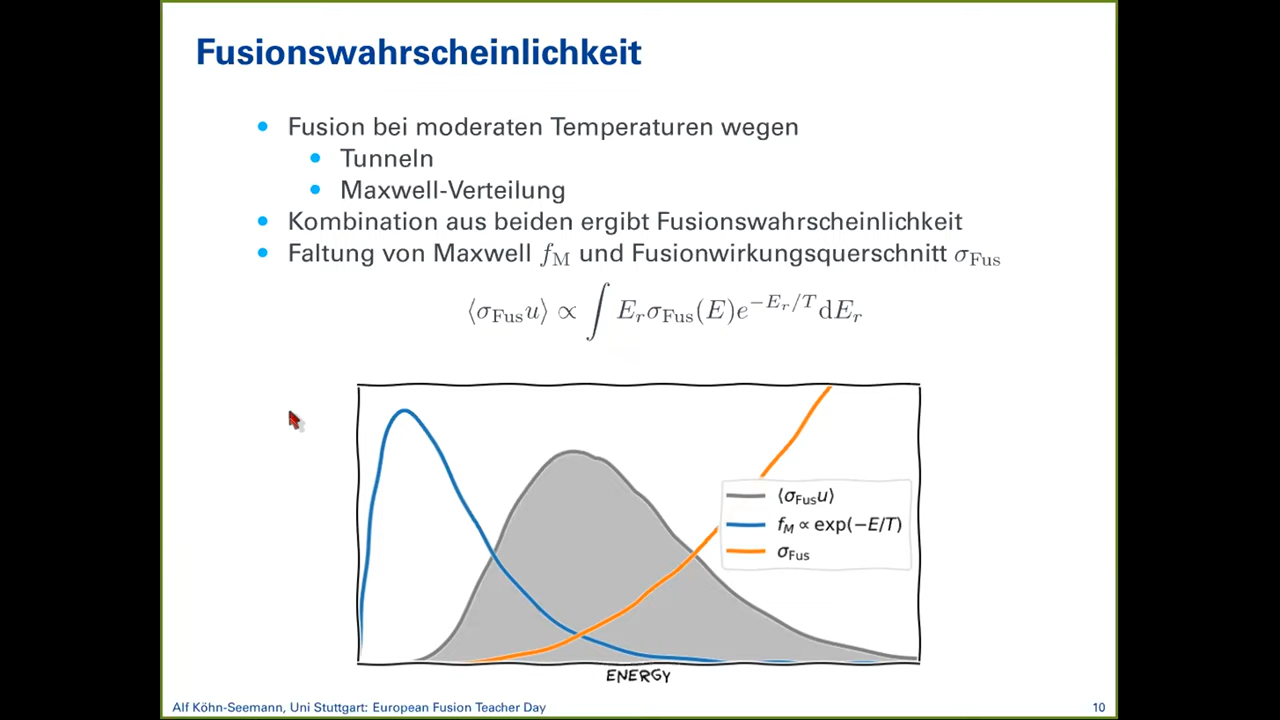 Fusionswahrscheinlichkeit
• Fusion bei moderaten Temperaturen wegen
• Tunneln
• Maxwell-Verteilung
• Kombination aus beiden ergibt Fusionswahrscheinlichkeit
• Faltung von Maxwell f_M und Fusionwirkungsquerschnitt σ_Fus
⟨σ_Fus u⟩ ∝ ∫ E_r σ_Fus(E) e^{−E_r/T} dE_r
⟨σ_Fus u⟩
f_M ∝ exp(−E/T)
σ_Fus
ENERGY
Alf Köhn-Seemann, Uni Stuttgart: European Fusion Teacher Day
10